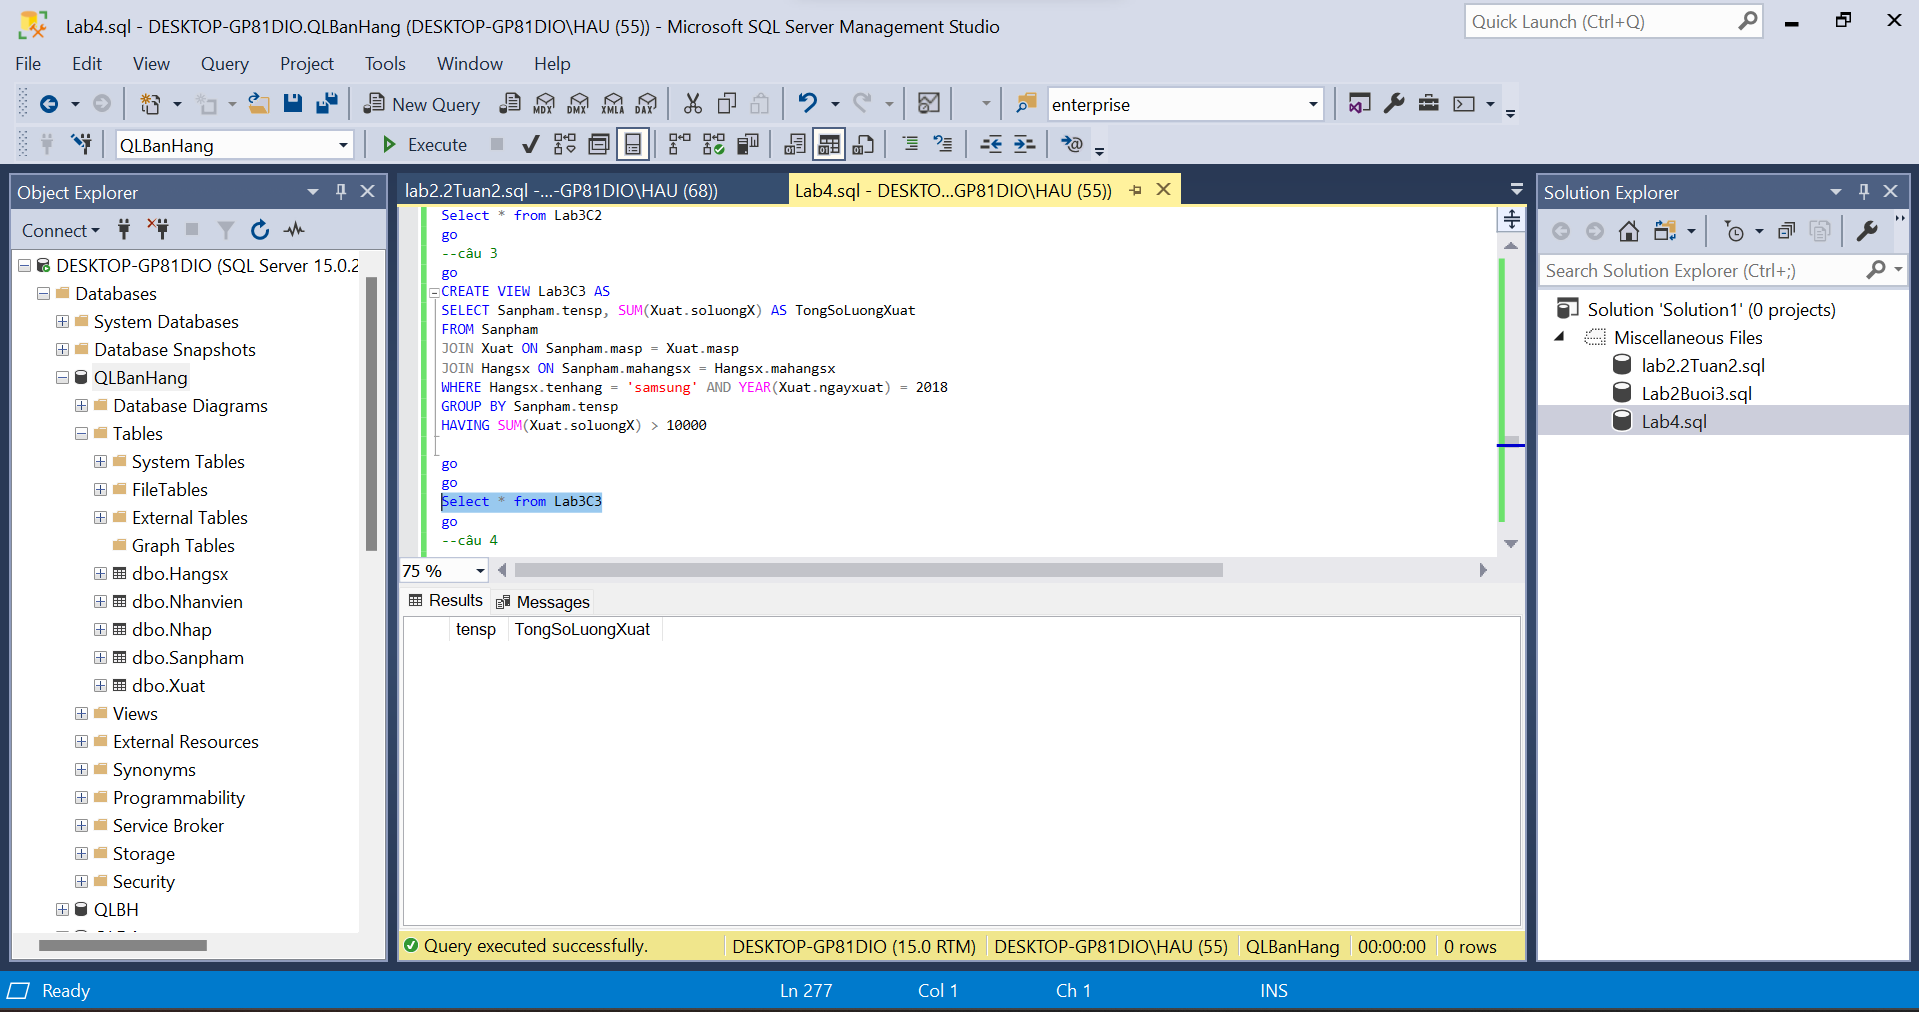 Lab4.sql - DESKTOP-GP81DIO.QLBanHang (DESKTOP-GP81DIO\HAU (55)) - Microsoft SQL Server Management Studio
Quick Launch (Ctrl+Q)
File Edit View Query Project Tools Window Help
New Query MDX DMX XMLA DAX enterprise
QLBanHang Execute
Object Explorer
Connect
DESKTOP-GP81DIO (SQL Server 15.0.2
Databases
System Databases
Database Snapshots
QLBanHang
Database Diagrams
Tables
System Tables
FileTables
External Tables
Graph Tables
dbo.Hangsx
dbo.Nhanvien
dbo.Nhap
dbo.Sanpham
dbo.Xuat
Views
External Resources
Synonyms
Programmability
Service Broker
Storage
Security
QLBH
lab2.2Tuan2.sql -...-GP81DIO\HAU (68))
Lab4.sql - DESKTO...GP81DIO\HAU (55))
Select * from Lab3C2
go
--câu 3
go
CREATE VIEW Lab3C3 AS
SELECT Sanpham.tensp, SUM(Xuat.soluongX) AS TongSoLuongXuat
FROM Sanpham
JOIN Xuat ON Sanpham.masp = Xuat.masp
JOIN Hangsx ON Sanpham.mahangsx = Hangsx.mahangsx
WHERE Hangsx.tenhang = 'samsung' AND YEAR(Xuat.ngayxuat) = 2018
GROUP BY Sanpham.tensp
HAVING SUM(Xuat.soluongX) > 10000
go
go
Select * from Lab3C3
go
--câu 4
75 %
Results Messages
tensp TongSoLuongXuat
Query executed successfully. DESKTOP-GP81DIO (15.0 RTM) DESKTOP-GP81DIO\HAU (55) QLBanHang 00:00:00 0 rows
Solution Explorer
Search Solution Explorer (Ctrl+;)
Solution 'Solution1' (0 projects)
Miscellaneous Files
lab2.2Tuan2.sql
Lab2Buoi3.sql
Lab4.sql
Ready Ln 277 Col 1 Ch 1 INS